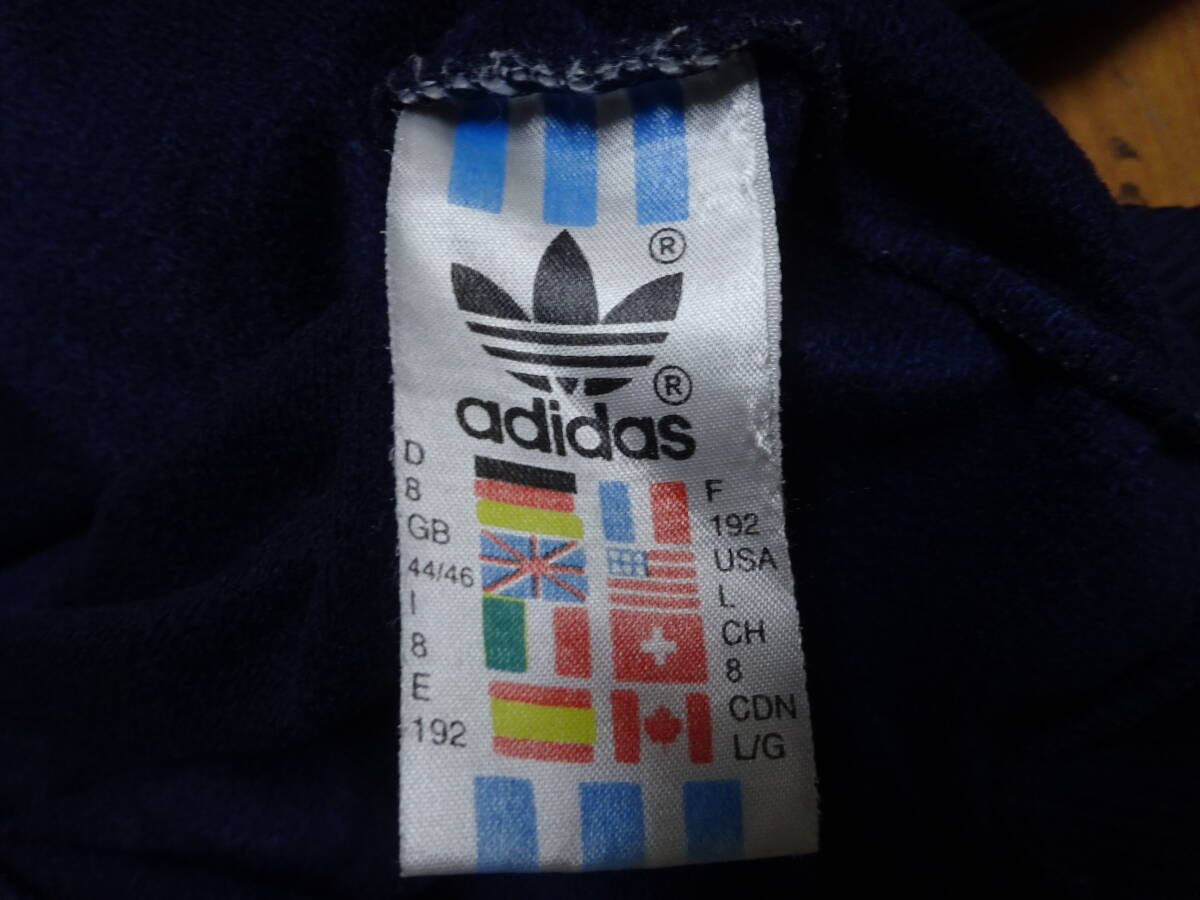 ®
®
adidas
D
8
GB
44/46
I
8
E
192
F
192
USA
L
CH
8
CDN
L/G